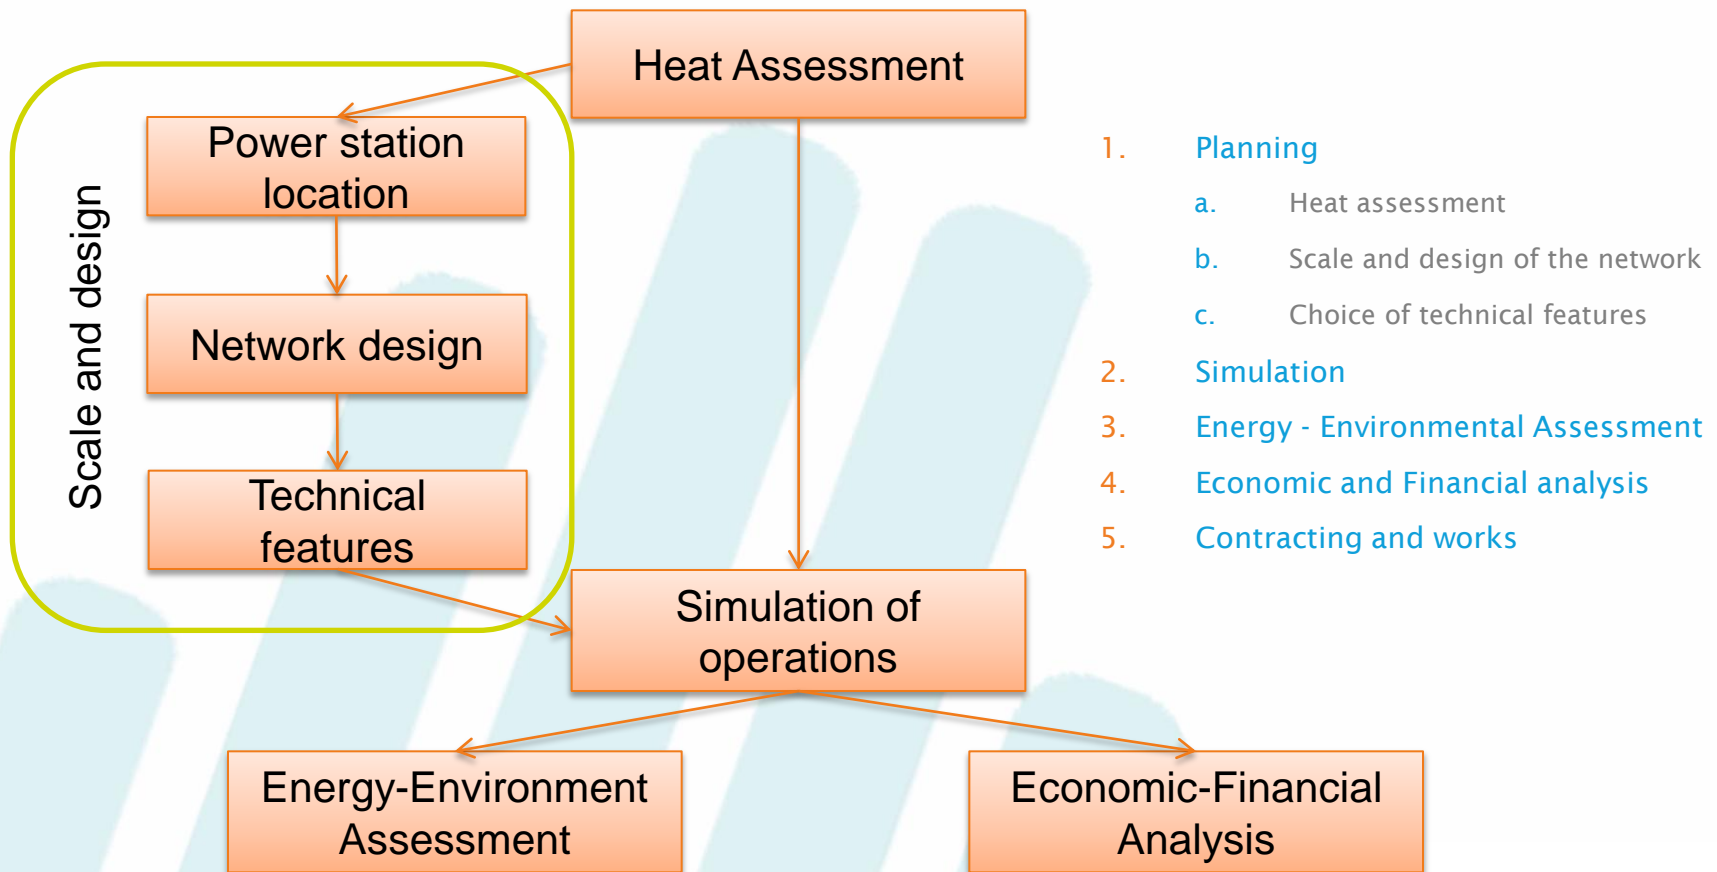 Heat Assessment
Scale and design
Power station
location
Network design
Technical
features
Simulation of
operations
Energy-Environment
Assessment
Economic-Financial
Analysis
1. Planning
a. Heat assessment
b. Scale and design of the network
c. Choice of technical features
2. Simulation
3. Energy - Environmental Assessment
4. Economic and Financial analysis
5. Contracting and works